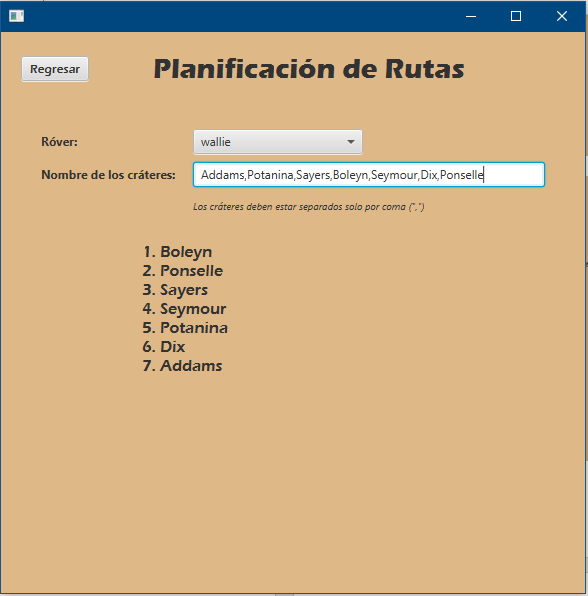 Regresar
Planificación de Rutas
Róver:
wallie
Nombre de los cráteres:
Addams,Potanina,Sayers,Boleyn,Seymour,Dix,Ponselle
Los cráteres deben estar separados solo por coma (",")
1. Boleyn
2. Ponselle
3. Sayers
4. Seymour
5. Potanina
6. Dix
7. Addams